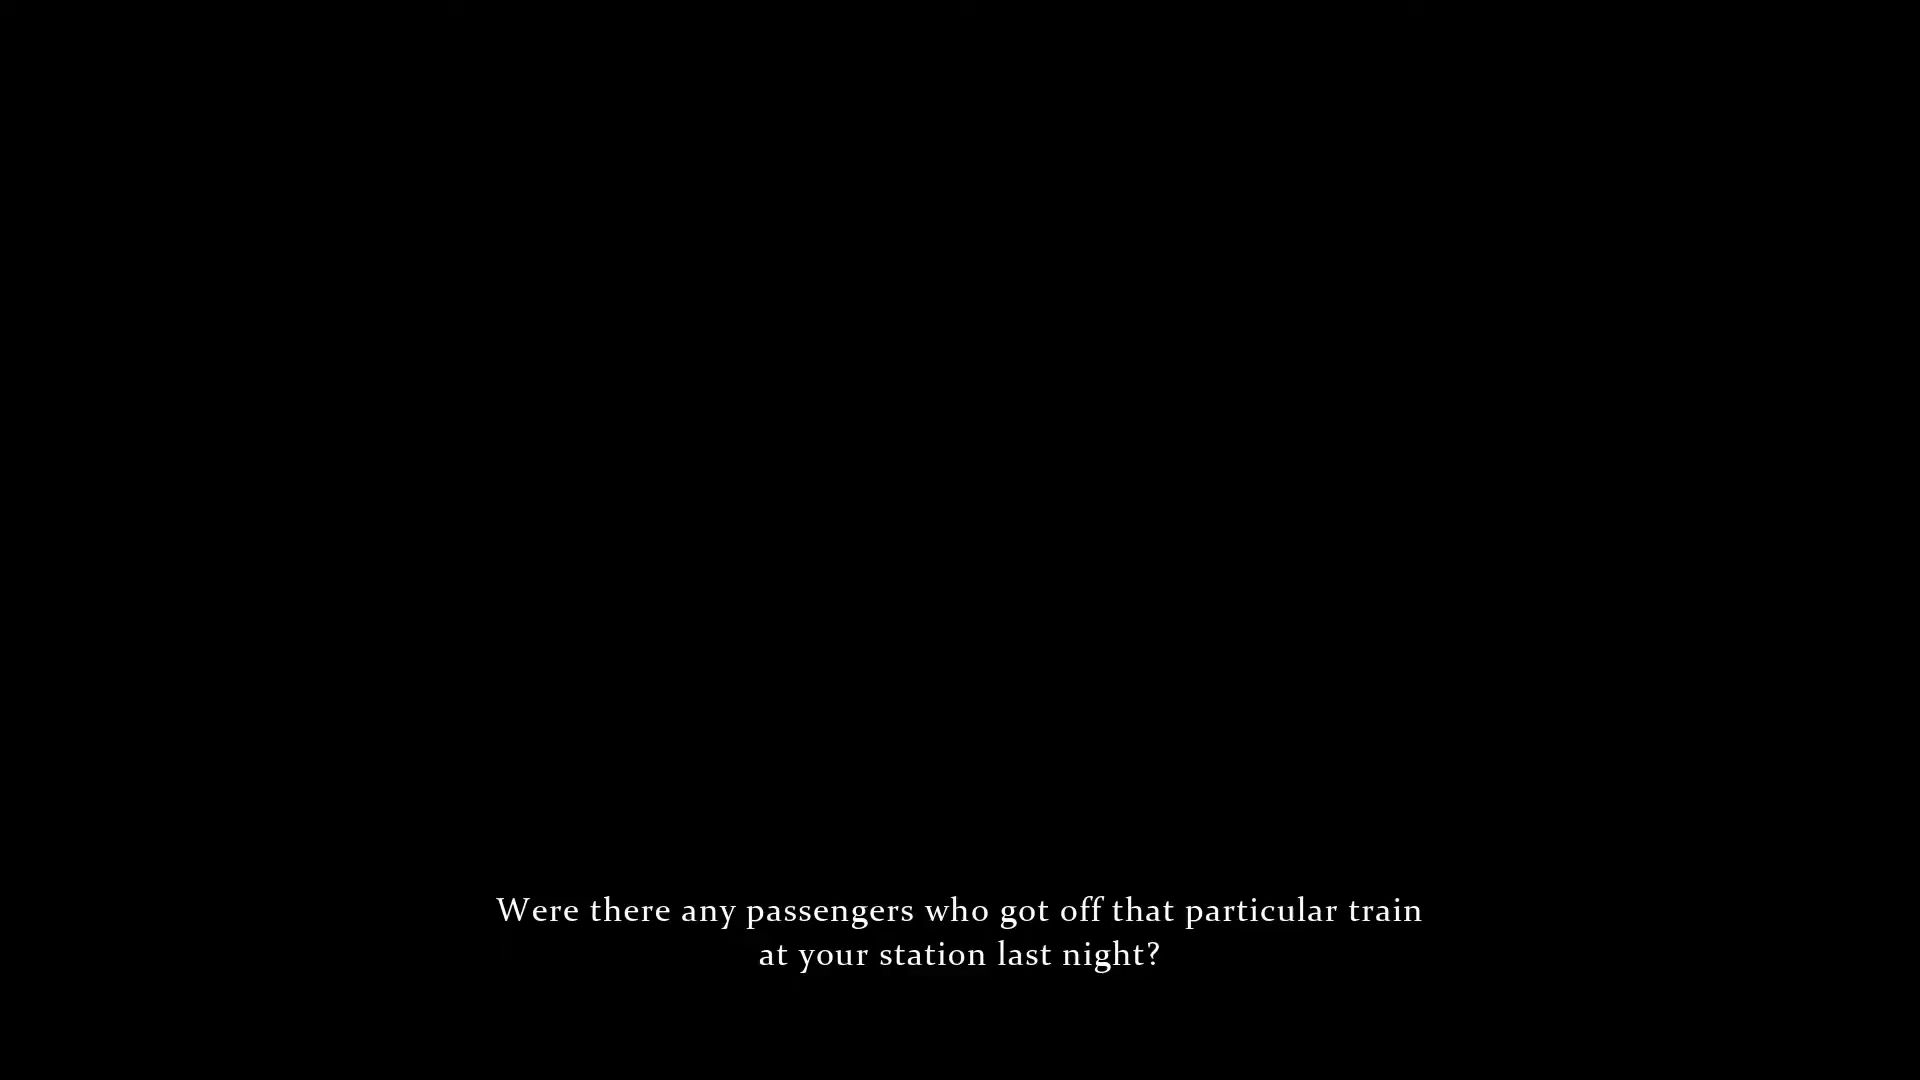 Were there any passengers who got off that particular train
at your station last night?